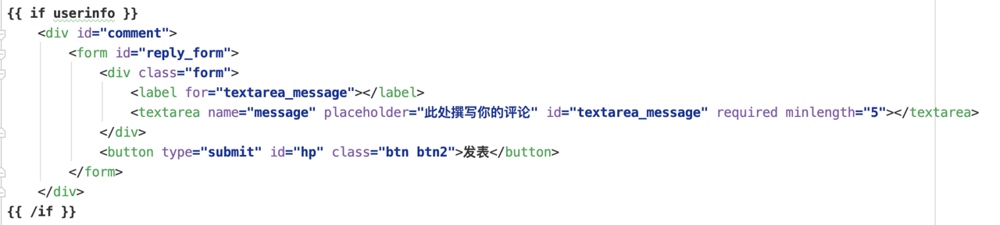 {{ if userinfo }}
<div id="comment">
<form id="reply_form">
<div class="form">
<label for="textarea_message"></label>
<textarea name="message" placeholder="此处撰写你的评论" id="textarea_message" required minlength="5"></textarea>
</div>
<button type="submit" id="hp" class="btn btn2">发表</button>
</form>
</div>
{{ /if }}